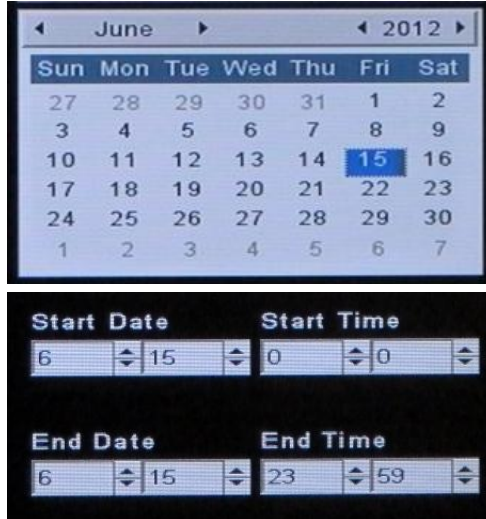 June 2012
Sun Mon Tue Wed Thu Fri Sat
27 28 29 30 31 1 2
3 4 5 6 7 8 9
10 11 12 13 14 15 16
17 18 19 20 21 22 23
24 25 26 27 28 29 30
1 2 3 4 5 6 7
Start Date Start Time
6 15 0 0
End Date End Time
6 15 23 59